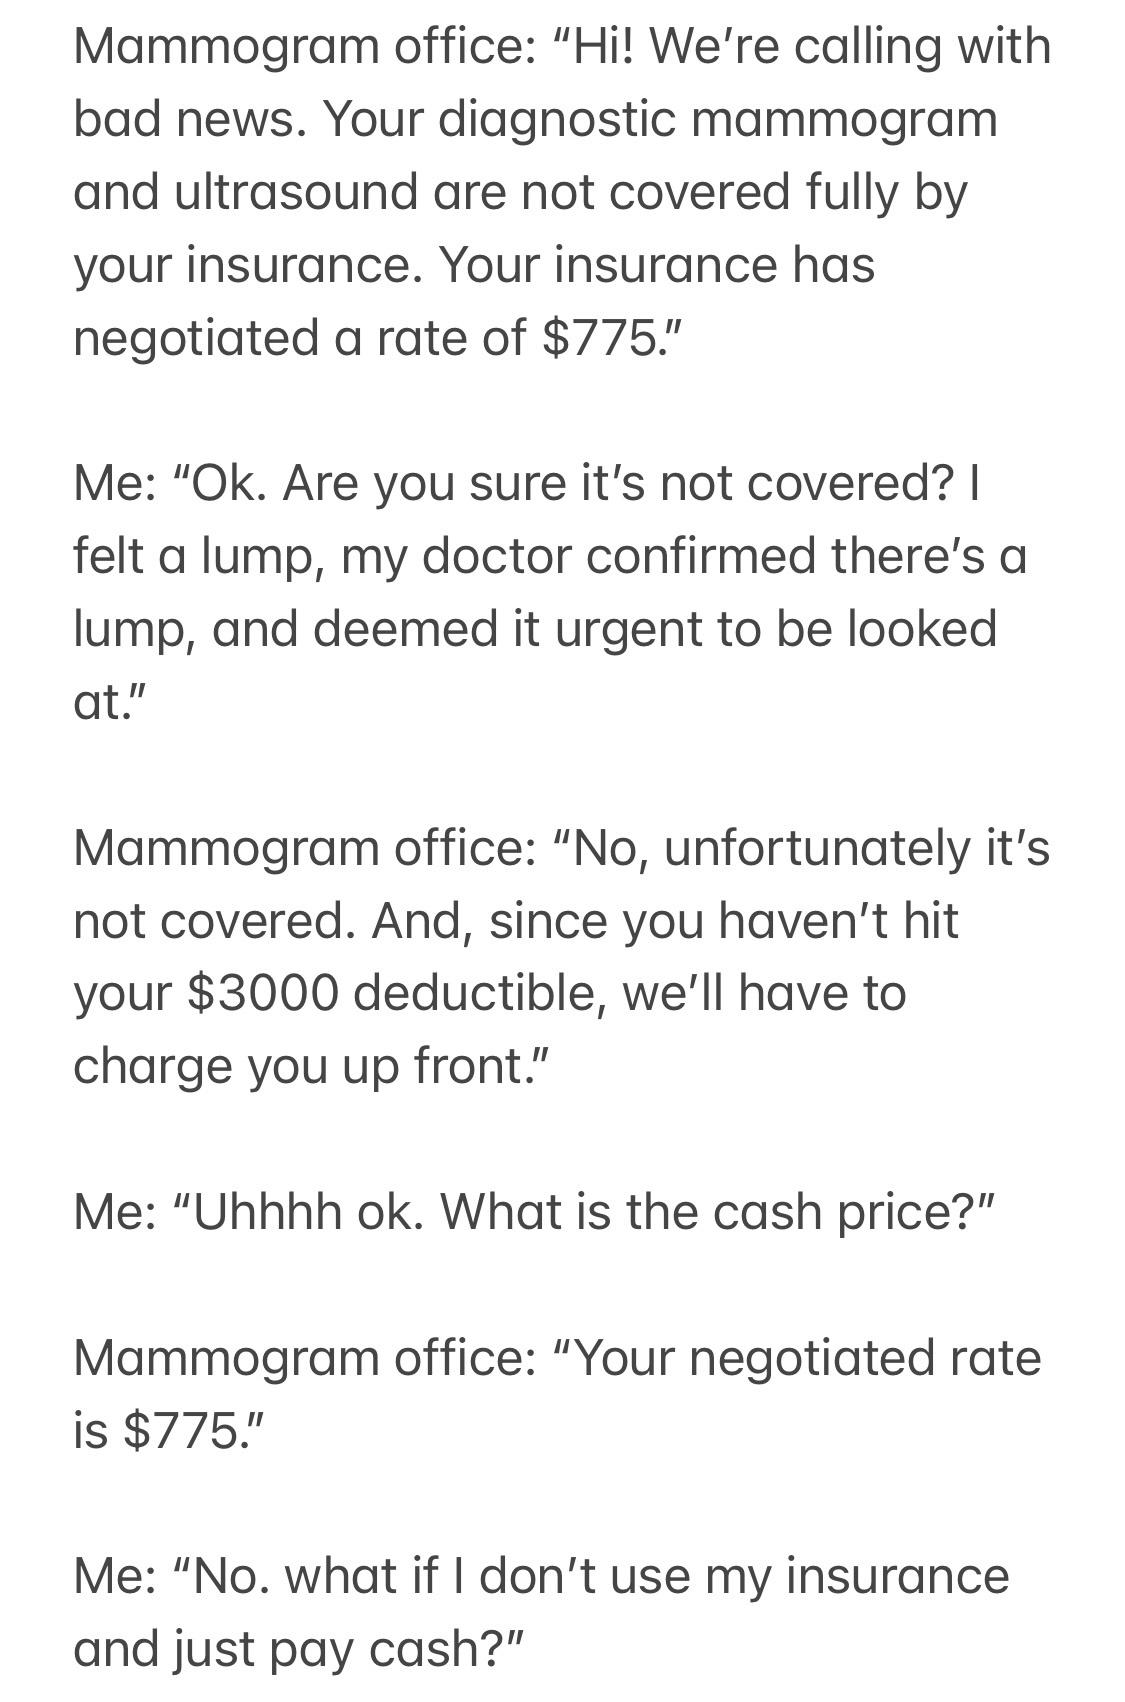 Mammogram office: “Hi! We’re calling with
bad news. Your diagnostic mammogram
and ultrasound are not covered fully by
your insurance. Your insurance has
negotiated a rate of $775.”
Me: “Ok. Are you sure it’s not covered? I
felt a lump, my doctor confirmed there’s a
lump, and deemed it urgent to be looked
at.”
Mammogram office: “No, unfortunately it’s
not covered. And, since you haven’t hit
your $3000 deductible, we’ll have to
charge you up front.”
Me: “Uhhhh ok. What is the cash price?”
Mammogram office: “Your negotiated rate
is $775.”
Me: “No. what if I don’t use my insurance
and just pay cash?”